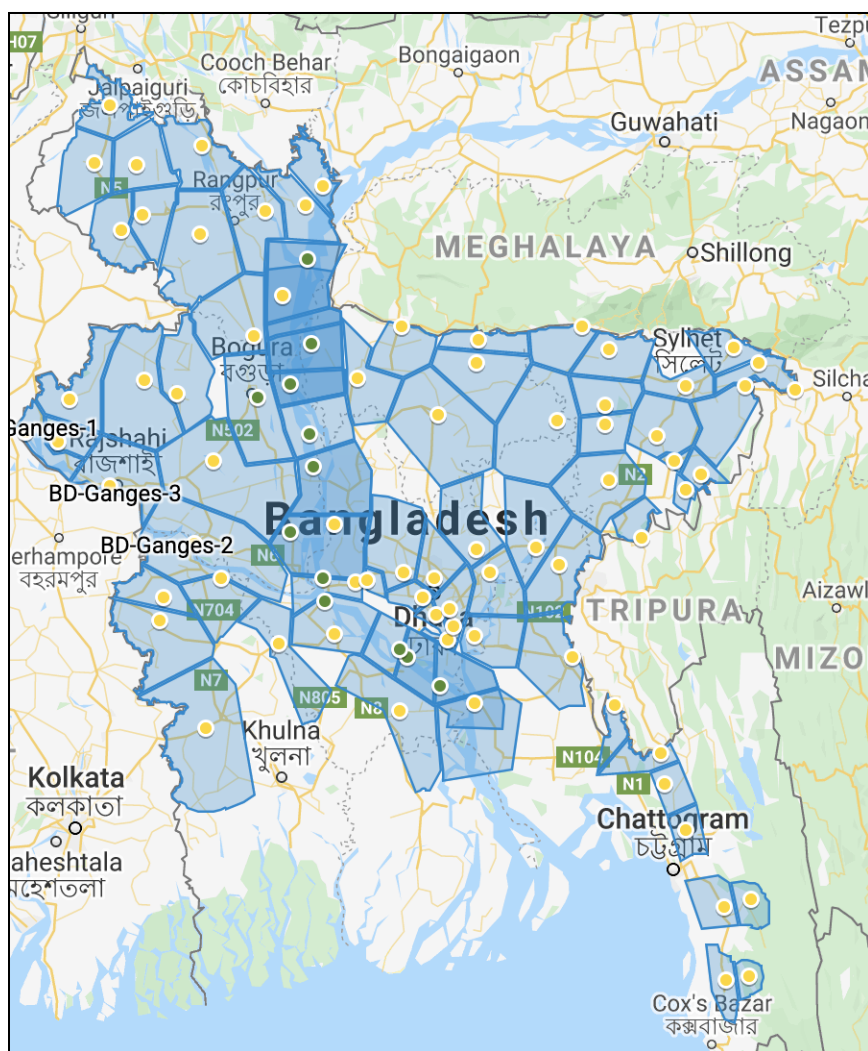 Siliguri
Tezpu
H07
Cooch Behar
কোচবিহার
Bongaigaon
Jalpaiguri
জলপাইগুড়ি
ASSAM
Guwahati
Nagaon
N5
Rangpur
রংপুর
MEGHALAYA
Shillong
Sylhet
সিলেট
Bogura
বগুড়া
Silcha
Ganges-1
N502
Rajshahi
রাজশাহী
N2
BD-Ganges-3
Bangladesh
BD-Ganges-2
erhampore
বহরমপুর
N6
Aizawl
N704
Dhaka
ঢাকা
N102
TRIPURA
MIZO
N7
N805
N8
Khulna
খুলনা
N104
N1
Kolkata
কলকাতা
Chattogram
চট্টগ্রাম
aheshtala
মহেশতলা
Cox's Bazar
কক্সবাজার